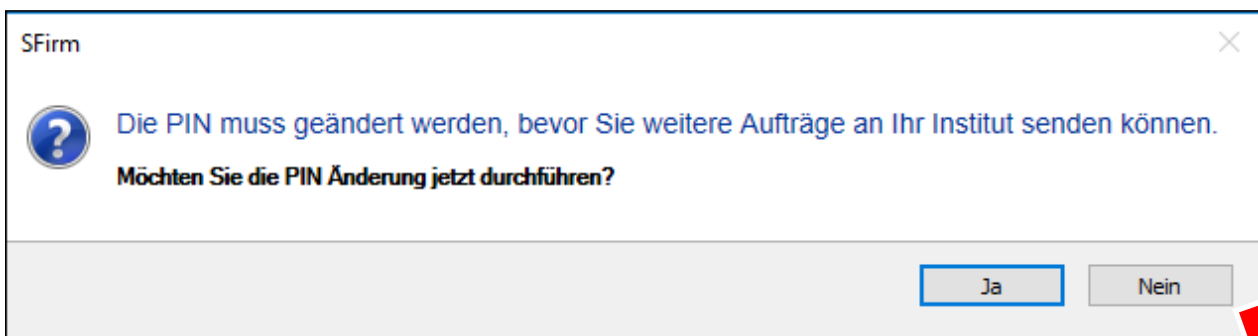 SFirm
Die PIN muss geändert werden, bevor Sie weitere Aufträge an Ihr Institut senden können.
Möchten Sie die PIN Änderung jetzt durchführen?
Ja Nein